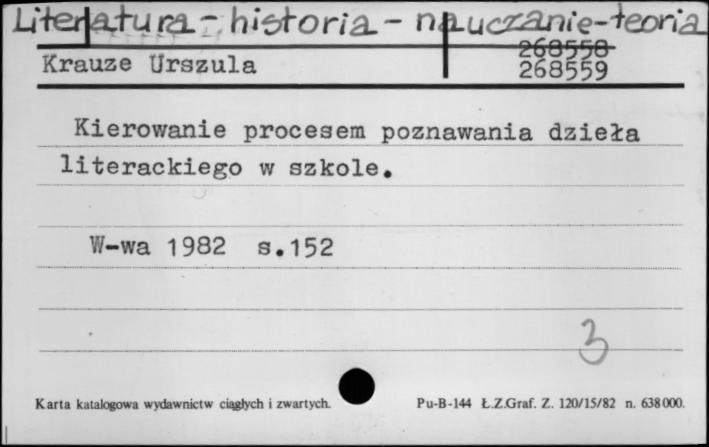 Literatura - historia - nauczanie - teoria
268558
Krauze Urszula 268559
Kierowanie procesem poznawania dzieła
literackiego w szkole.
W-wa 1982 s.152
3
Karta katalogowa wydawnictw ciągłych i zwartych. Pu-B-144 Ł.Z.Graf. Z. 120/15/82 n. 638000.